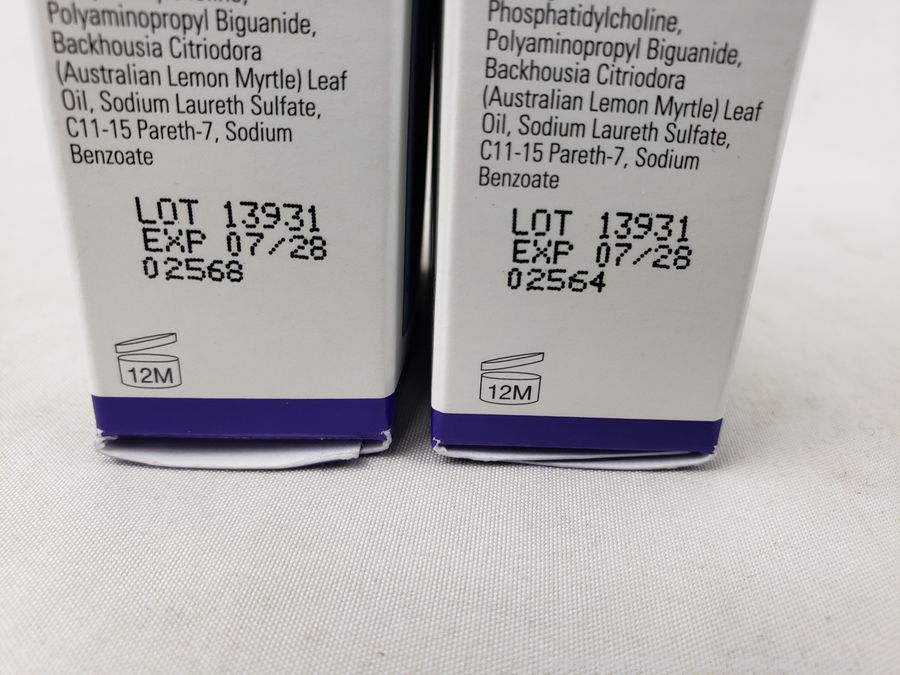 Polyaminopropyl Biguanide,
Backhousia Citriodora
(Australian Lemon Myrtle) Leaf
Oil, Sodium Laureth Sulfate,
C11-15 Pareth-7, Sodium
Benzoate
LOT 13931
EXP 07/28
02568
12M
Phosphatidylcholine,
Polyaminopropyl Biguanide,
Backhousia Citriodora
(Australian Lemon Myrtle) Leaf
Oil, Sodium Laureth Sulfate,
C11-15 Pareth-7, Sodium
Benzoate
LOT 13931
EXP 07/28
02564
12M